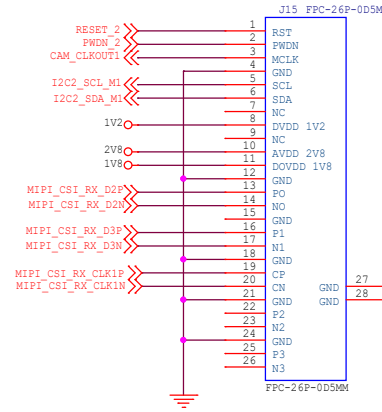 J15 FPC-26P-0D5M
RESET_2 1 RST
PWDN_2 2 PWDN
CAM_CLKOUT1 3 MCLK
4 GND
I2C2_SCL_M1 5 SCL
I2C2_SDA_M1 6 SDA
7 NC
1V2 8 DVDD 1V2
9 NC
2V8 10 AVDD 2V8
1V8 11 DOVDD 1V8
12 GND
MIPI_CSI_RX_D2P 13 PO
MIPI_CSI_RX_D2N 14 NO
15 GND
MIPI_CSI_RX_D3P 16 P1
MIPI_CSI_RX_D3N 17 N1
18 GND
MIPI_CSI_RX_CLK1P 19 CP
MIPI_CSI_RX_CLK1N 20 CN GND 27
21 GND GND 28
22 P2
23 N2
24 GND
25 P3
26 N3
FPC-26P-0D5MM